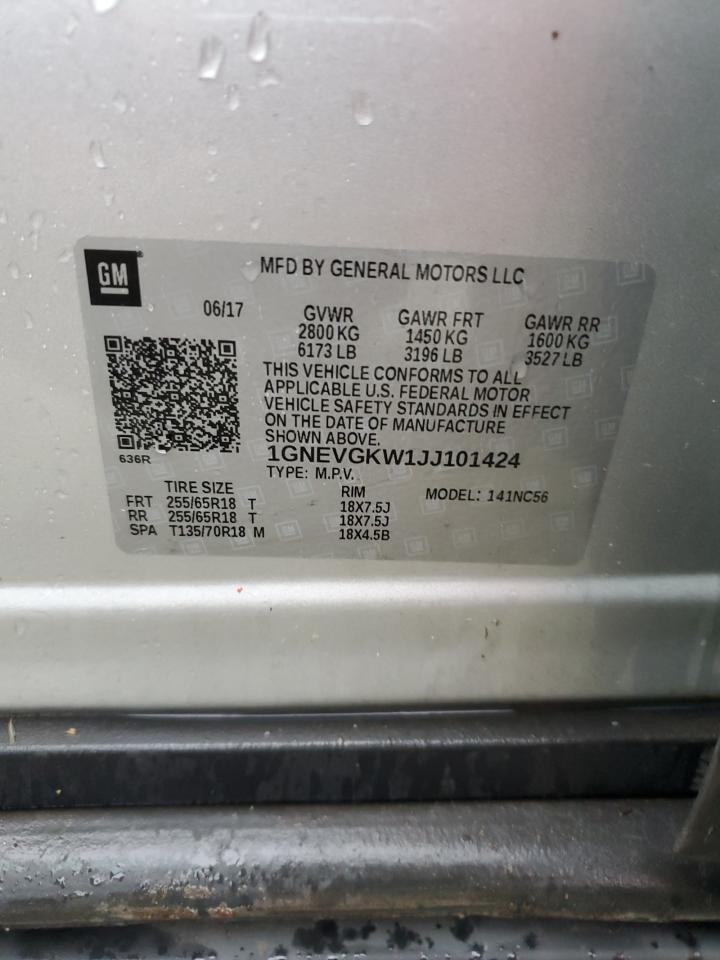 GM
MFD BY GENERAL MOTORS LLC
06/17
GVWR GAWR FRT GAWR RR
2800 KG 1450 KG 1600 KG
6173 LB 3196 LB 3527 LB
THIS VEHICLE CONFORMS TO ALL
APPLICABLE U.S. FEDERAL MOTOR
VEHICLE SAFETY STANDARDS IN EFFECT
ON THE DATE OF MANUFACTURE
SHOWN ABOVE.
636R
1GNEVGKW1JJ101424
TYPE: M.P.V.
TIRE SIZE RIM MODEL: 141NC56
FRT 255/65R18 T 18X7.5J
RR 255/65R18 T 18X7.5J
SPA T135/70R18 M 18X4.5B